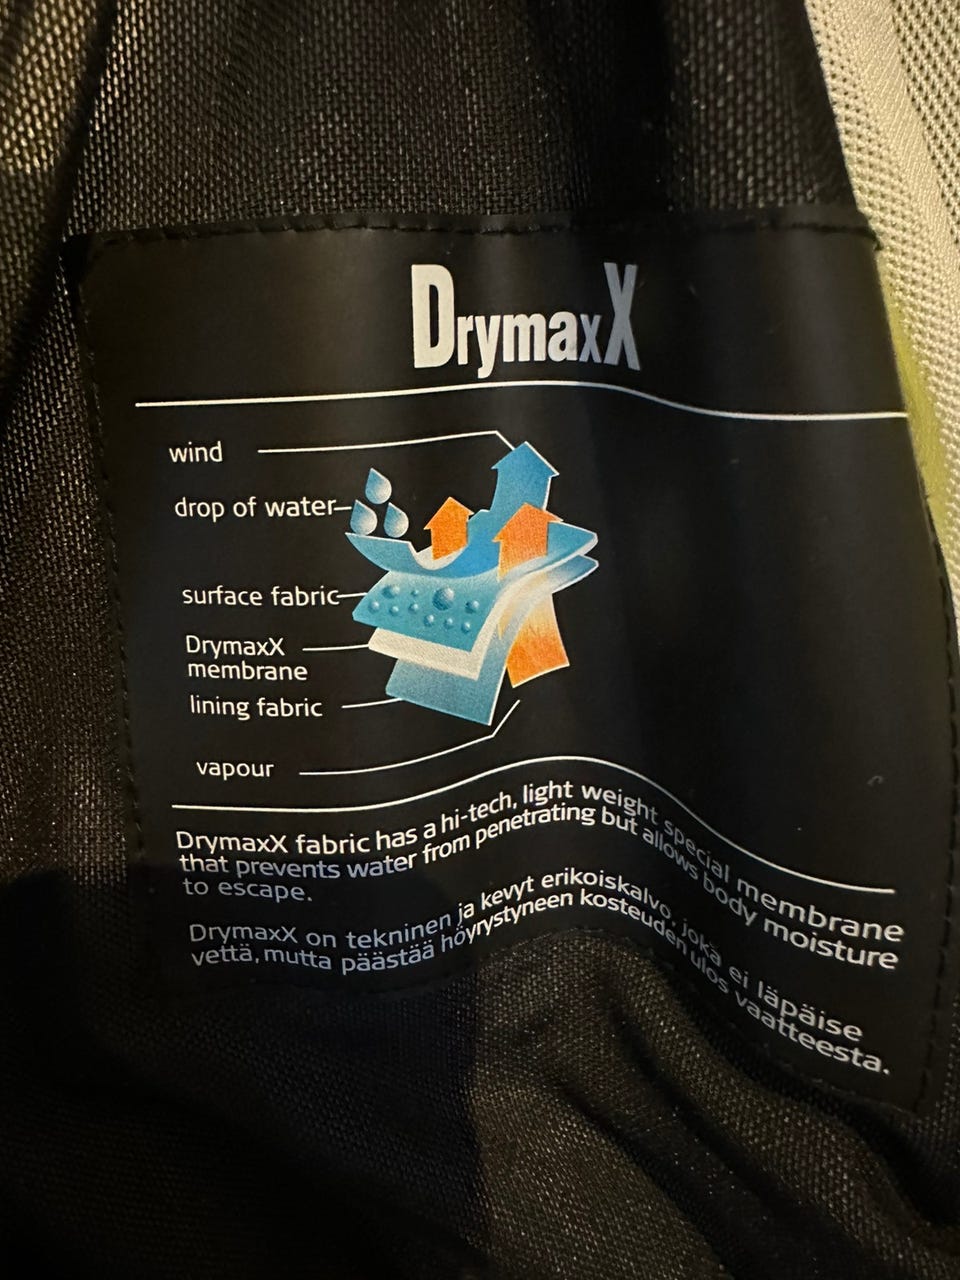 DrymaxX
wind
drop of water
surface fabric
DrymaxX
membrane
lining fabric
vapour
DrymaxX fabric has a hi-tech, light weight special membrane
that prevents water from penetrating but allows body moisture
to escape.
DrymaxX on tekninen ja kevyt erikoiskalvo, joka ei läpäise
vettä, mutta päästää höyrystyneen kosteuden ulos vaatteesta.